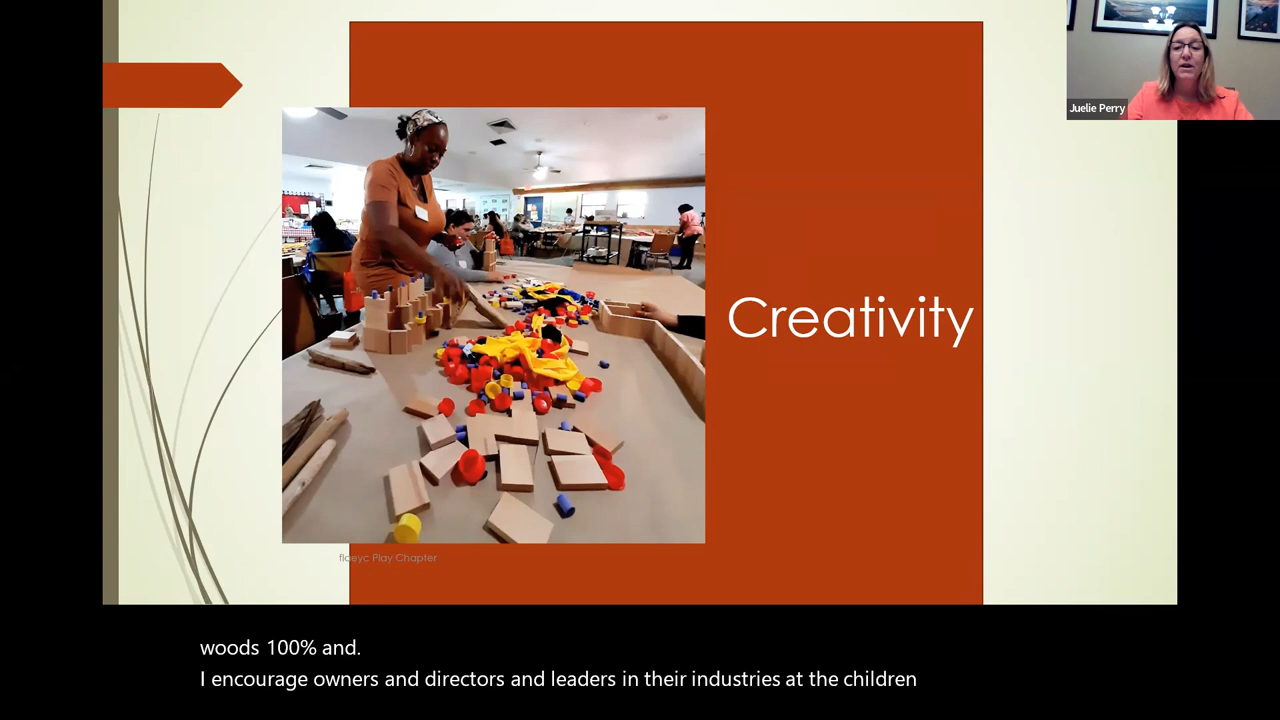 Juelie Perry
Creativity
flaeyc Play Chapter
woods 100% and.
I encourage owners and directors and leaders in their industries at the children